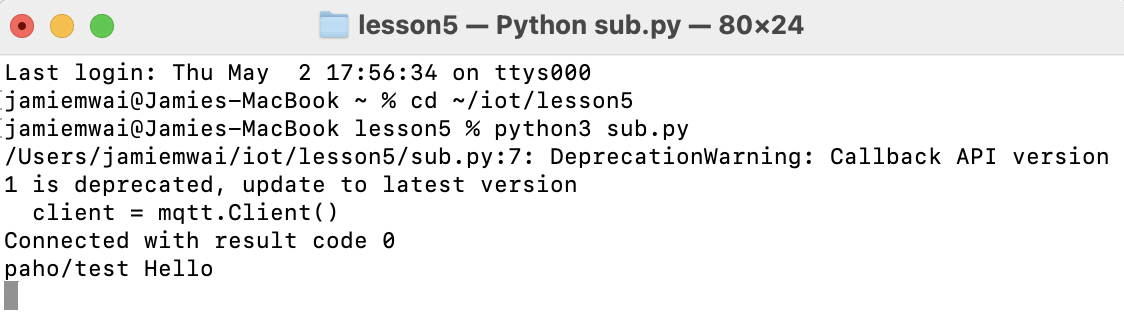 lesson5 — Python sub.py — 80×24
Last login: Thu May  2 17:56:34 on ttys000
jamiemwai@Jamies-MacBook ~ % cd ~/iot/lesson5
jamiemwai@Jamies-MacBook lesson5 % python3 sub.py
/Users/jamiemwai/iot/lesson5/sub.py:7: DeprecationWarning: Callback API version
1 is deprecated, update to latest version
  client = mqtt.Client()
Connected with result code 0
paho/test Hello